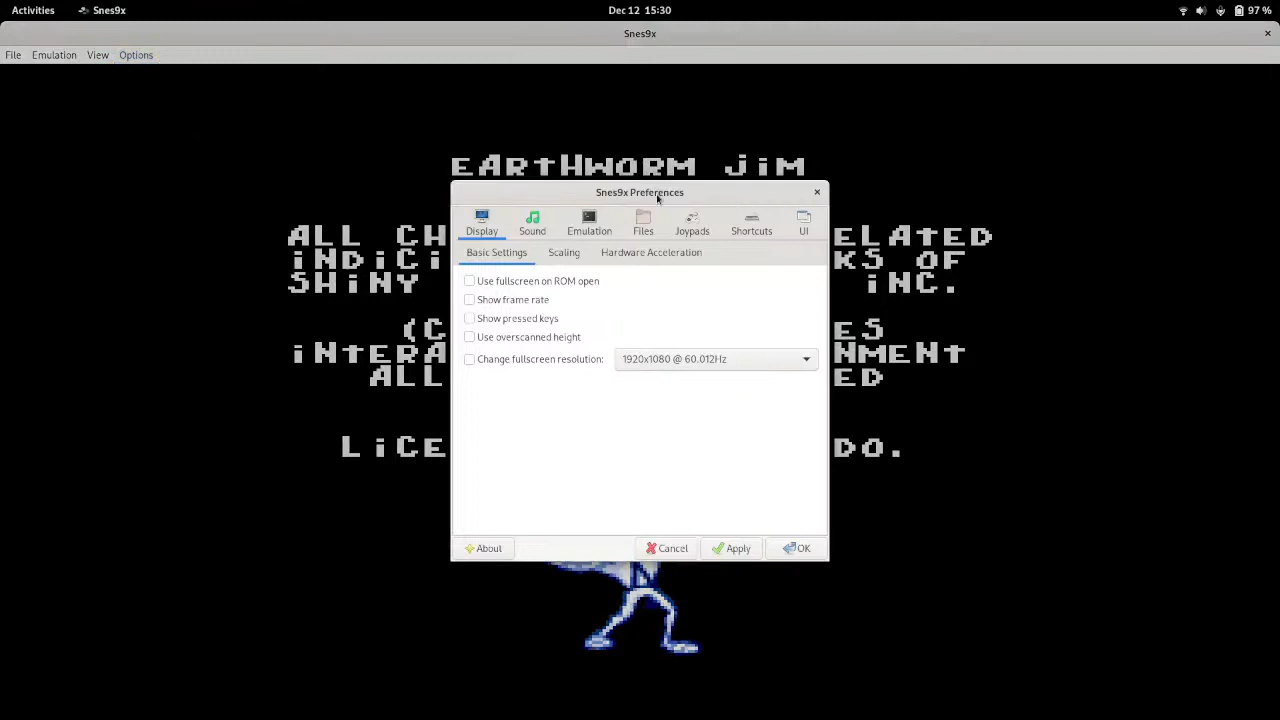 Activities Snes9x Dec 12 15:30 97 %
Snes9x
File Emulation View Options
EARTHWORM JIM
Snes9x Preferences
Display Sound Emulation Files Joypads Shortcuts UI
ALL CH ELATED
Basic Settings Scaling Hardware Acceleration
INDICI KS OF
SHINY INC.
Use fullscreen on ROM open
Show frame rate
Show pressed keys
(C ES
Use overscanned height
INTERA NMENT
Change fullscreen resolution: 1920x1080 @ 60.012Hz
ALL ED
LICE DO.
About Cancel Apply OK